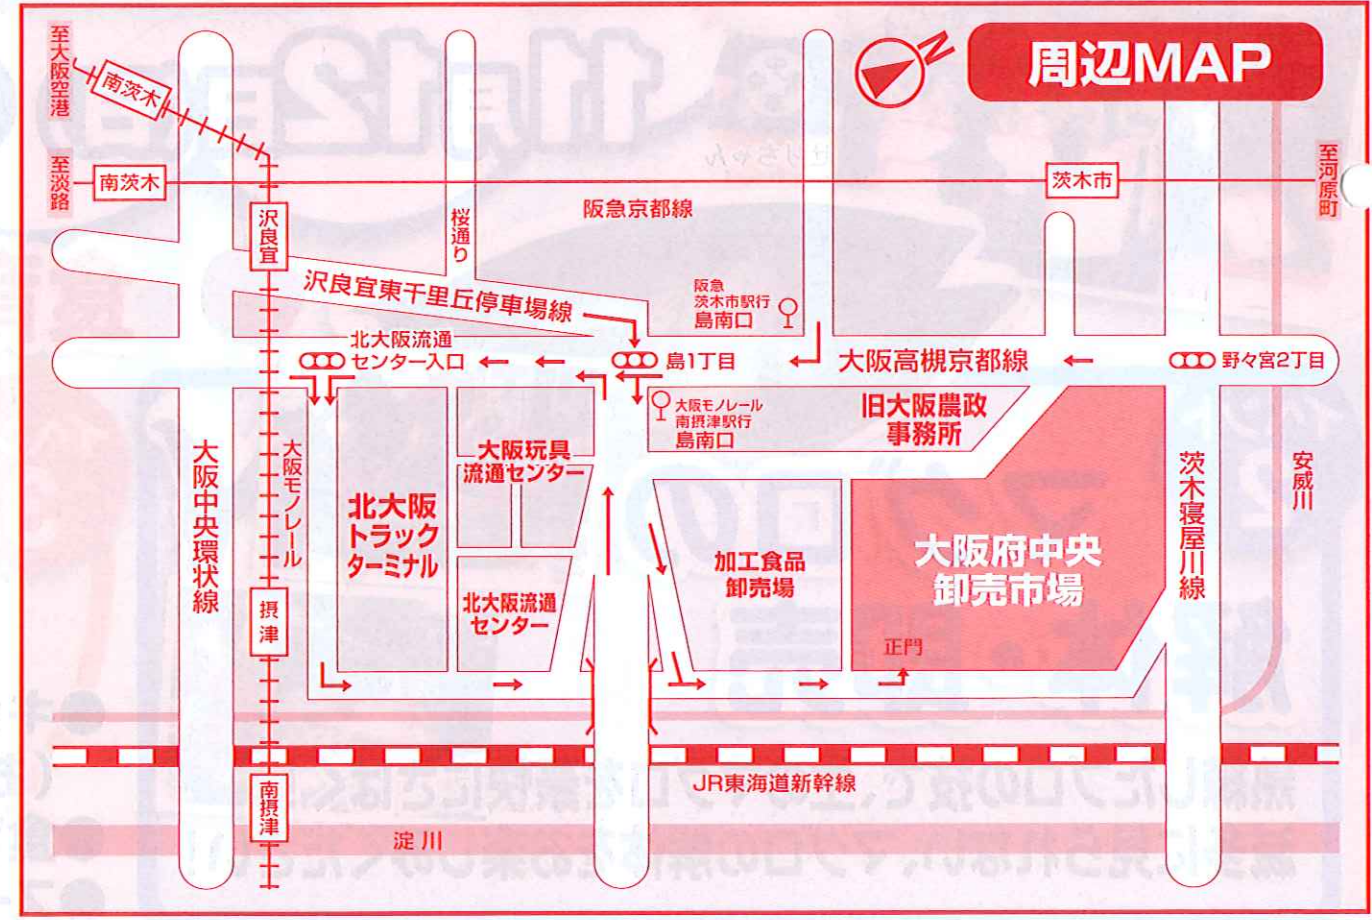 周辺MAP
N
至大阪空港
南茨木
至淡路
南茨木
茨木市
至河原町
阪急京都線
沢良宜
桜通り
沢良宜東千里丘停車場線
阪急
茨木市駅行
島南口
北大阪流通
センター入口
島1丁目
大阪高槻京都線
野々宮2丁目
大阪モノレール
南摂津駅行
島南口
旧大阪農政
事務所
大阪中央環状線
大阪モノレール
北大阪
トラック
ターミナル
大阪玩具
流通センター
北大阪流通
センター
加工食品
卸売場
大阪府中央
卸売市場
正門
茨木寝屋川線
安威川
摂津
南摂津
JR東海道新幹線
淀川